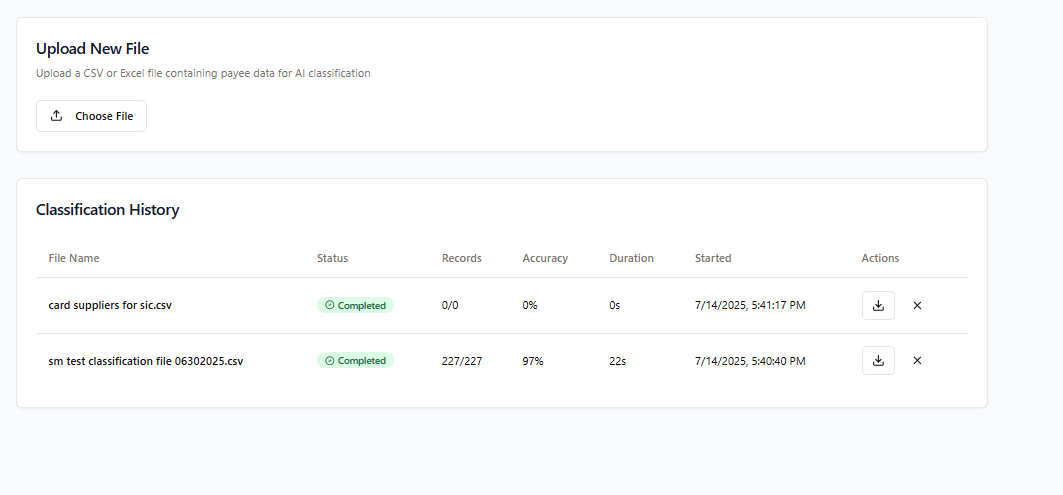 Upload New File
Upload a CSV or Excel file containing payee data for AI classification
Choose File
Classification History
File Name Status Records Accuracy Duration Started Actions
card suppliers for sic.csv Completed 0/0 0% 0s 7/14/2025, 5:41:17 PM
sm test classification file 06302025.csv Completed 227/227 97% 22s 7/14/2025, 5:40:40 PM